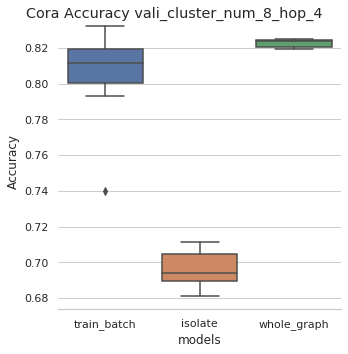 Cora Accuracy vali_cluster_num_8_hop_4
0.82
0.80
0.78
0.76
0.74
0.72
0.70
0.68
Accuracy
train_batch
isolate
whole_graph
models